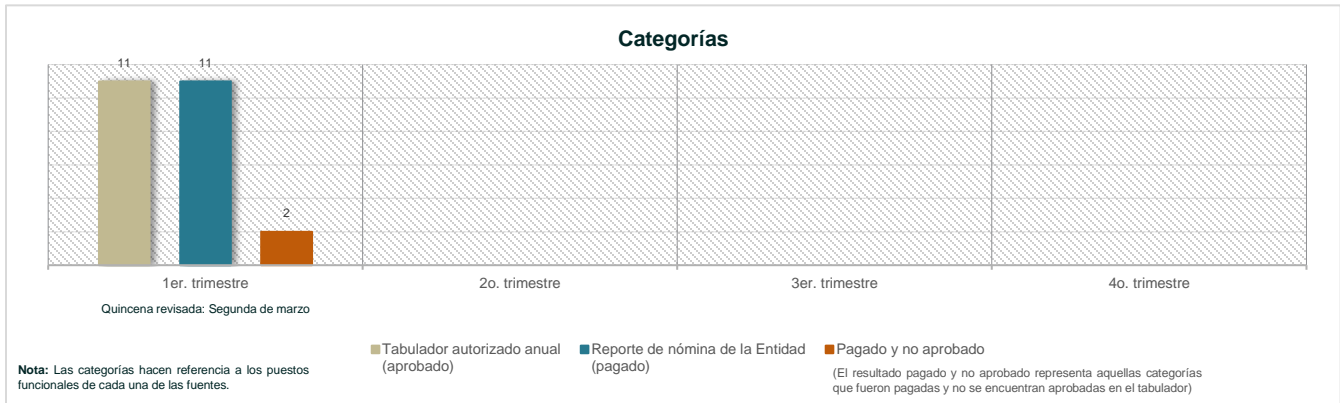 Categorías
11
11
2
1er. trimestre
2o. trimestre
3er. trimestre
4o. trimestre
Quincena revisada: Segunda de marzo
Tabulador autorizado anual
(aprobado)
Reporte de nómina de la Entidad
(pagado)
Pagado y no aprobado
(El resultado pagado y no aprobado representa aquellas categorías
que fueron pagadas y no se encuentran aprobadas en el tabulador)
Nota: Las categorías hacen referencia a los puestos
funcionales de cada una de las fuentes.